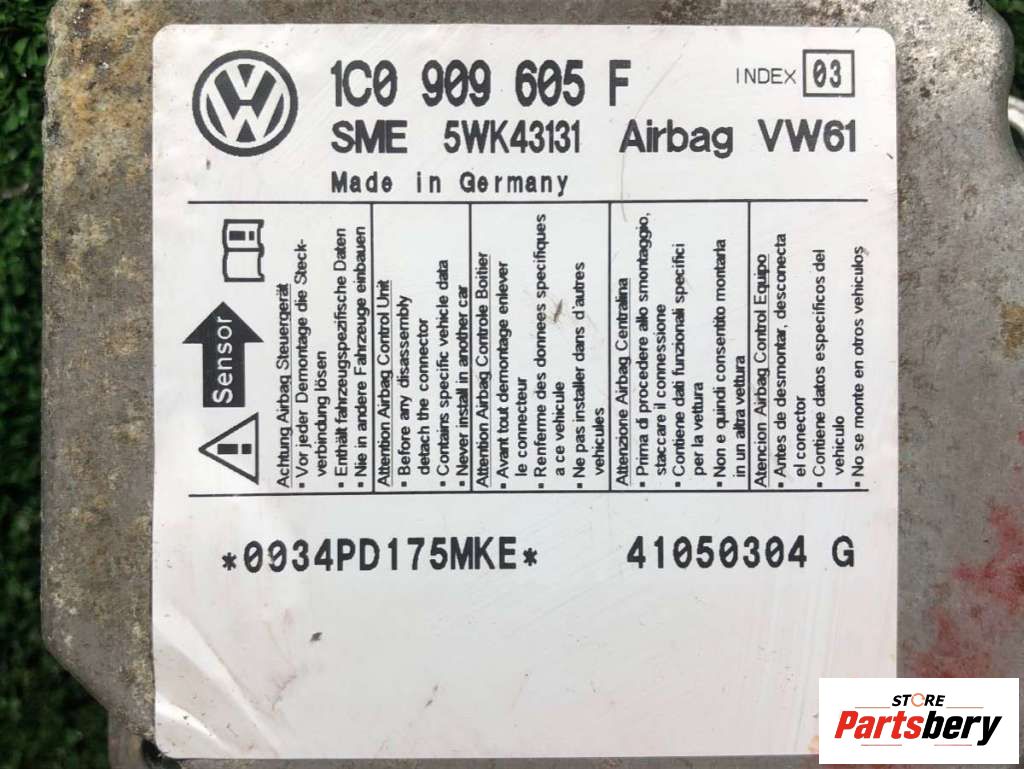 1C0 909 605 F INDEX 03
SME 5WK43131 Airbag VW61
Made in Germany
Sensor
Achtung Airbag Steuergerät
• Vor jeder Demontage die Steck-
verbindung lösen
• Enthält fahrzeugspezifische Daten
• Nie in andere Fahrzeuge einbauen
Attention Airbag Control Unit
• Before any disassembly
detach the connector
• Contains specific vehicle data
• Never install in another car
Attention Airbag Controle Boitier
• Avant tout demontage enlever
le connecteur
• Renferme des donnees specifiques
a ce vehicule
• Ne pas installer dans d'autres
vehicules
Attenzione Airbag Centralina
• Prima di procedere allo smontaggio,
staccare il connessione
• Contiene dati funzionali specifici
per la vettura
• Non e quindi consentito montarla
in un altra vettura
Atencion Airbag Control Equipo
• Antes de desmontar, desconecta
el conector
• Contiene datos especificos del
vehiculo
• No se monte en otros vehiculos
*0934PD175MKE* 41050304 G
STORE
Partsbery